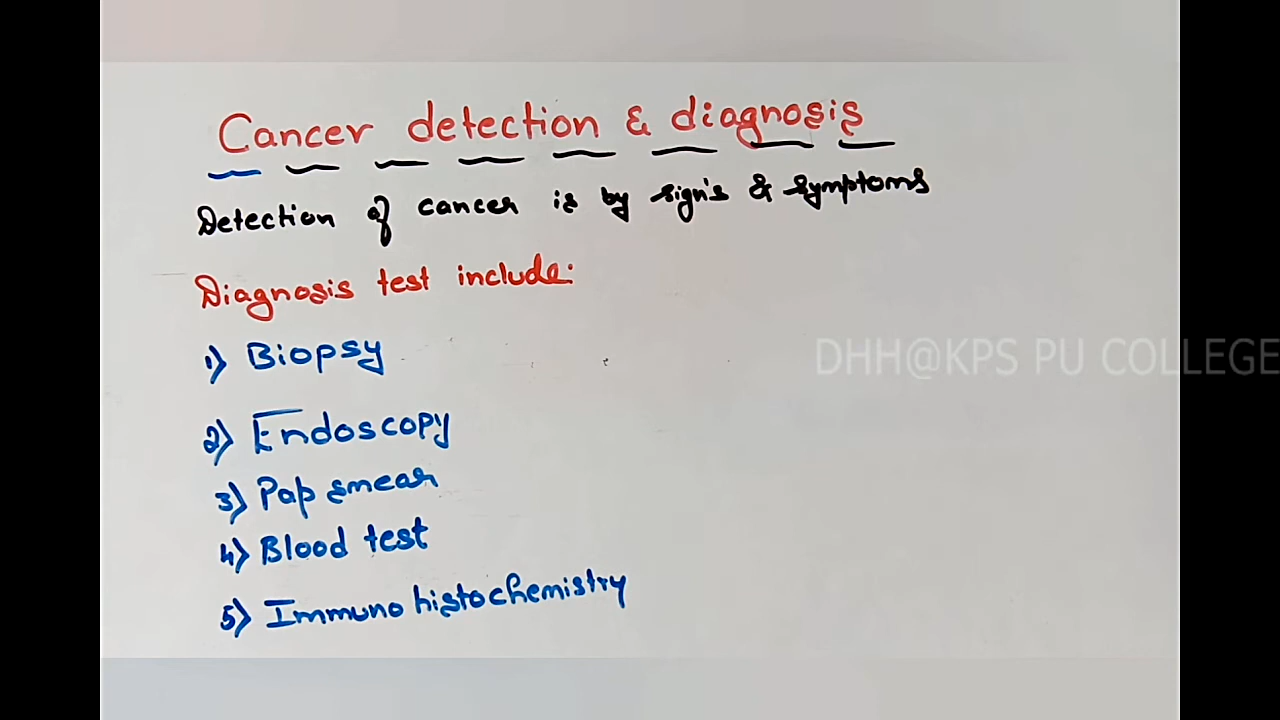 Cancer detection & diagnosis
Detection of cancer is by sign's & symptoms
Diagnosis test include:
1) Biopsy
DHH@KPS PU COLLEGE
2) Endoscopy
3) Pap smear
4) Blood test
5) Immuno histochemistry